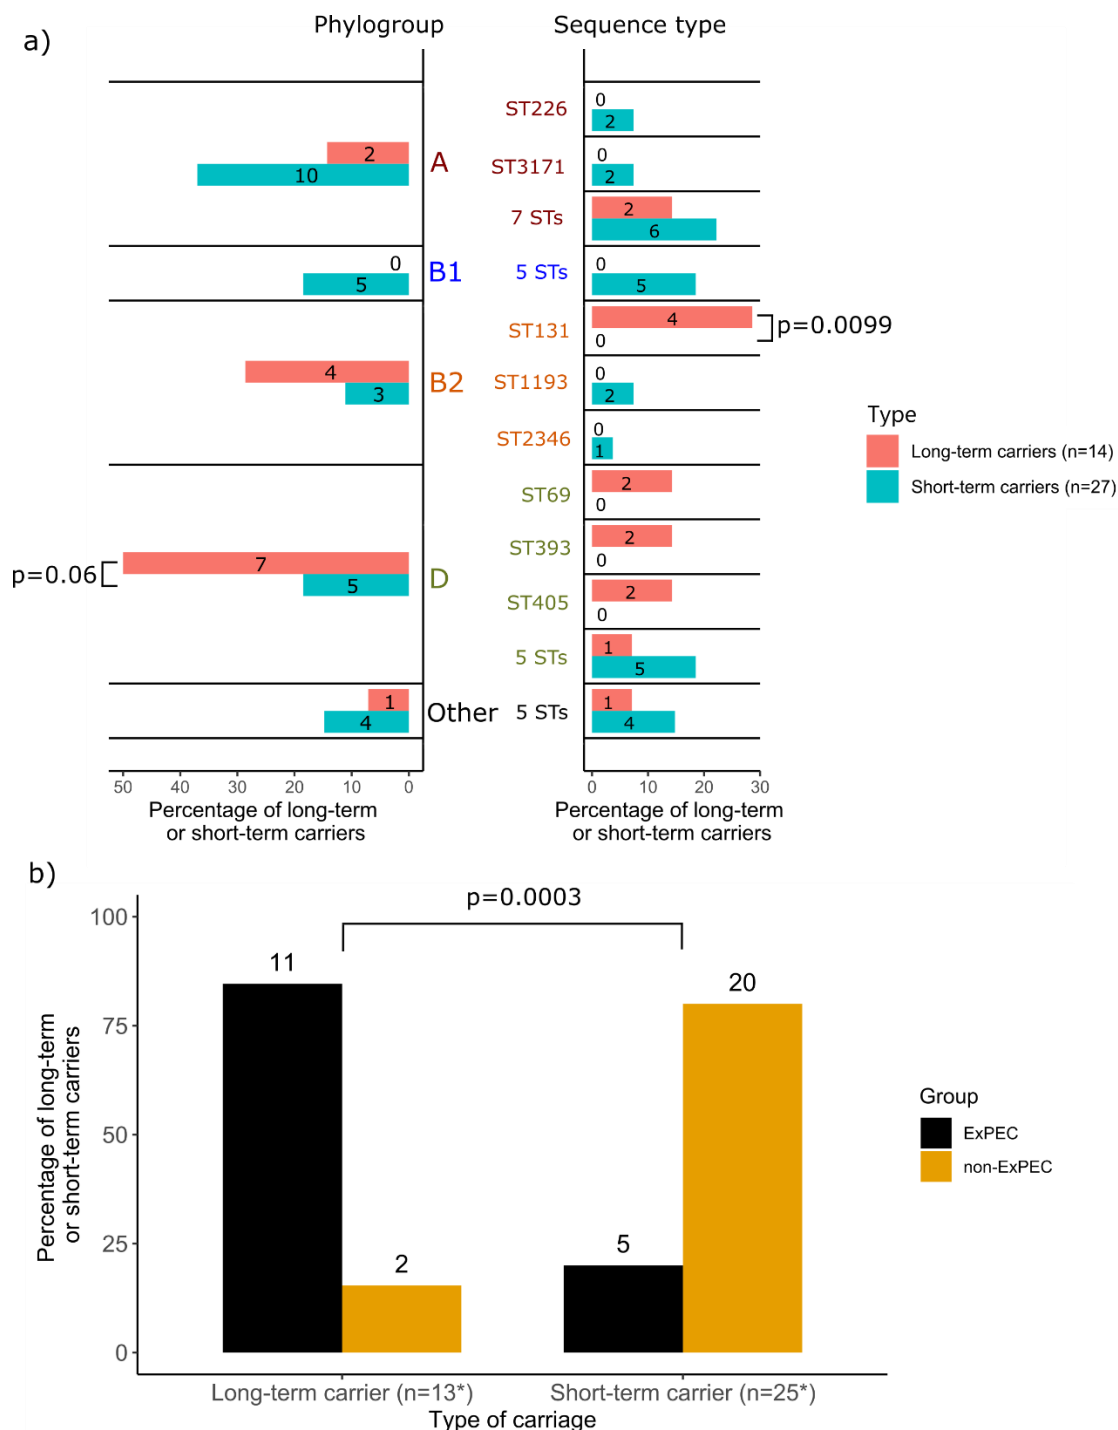 a)
Phylogroup
Sequence type
ST226
0
2
ST3171
0
2
2
10
A
7 STs
2
6
0
5
B1
5 STs
0
5
ST131
4
0
p=0.0099
4
3
B2
ST1193
0
2
ST2346
0
1
Type
Long-term carriers (n=14)
Short-term carriers (n=27)
ST69
2
0
p=0.06
7
5
D
ST393
2
0
ST405
2
0
5 STs
1
5
1
4
Other
5 STs
1
4
50 40 30 20 10 0
0 10 20 30
Percentage of long-term
or short-term carriers
Percentage of long-term
or short-term carriers
b)
p=0.0003
100
75
50
25
0
Percentage of long-term
or short-term carriers
11
2
5
20
Group
ExPEC
non-ExPEC
Long-term carrier (n=13*)
Short-term carrier (n=25*)
Type of carriage